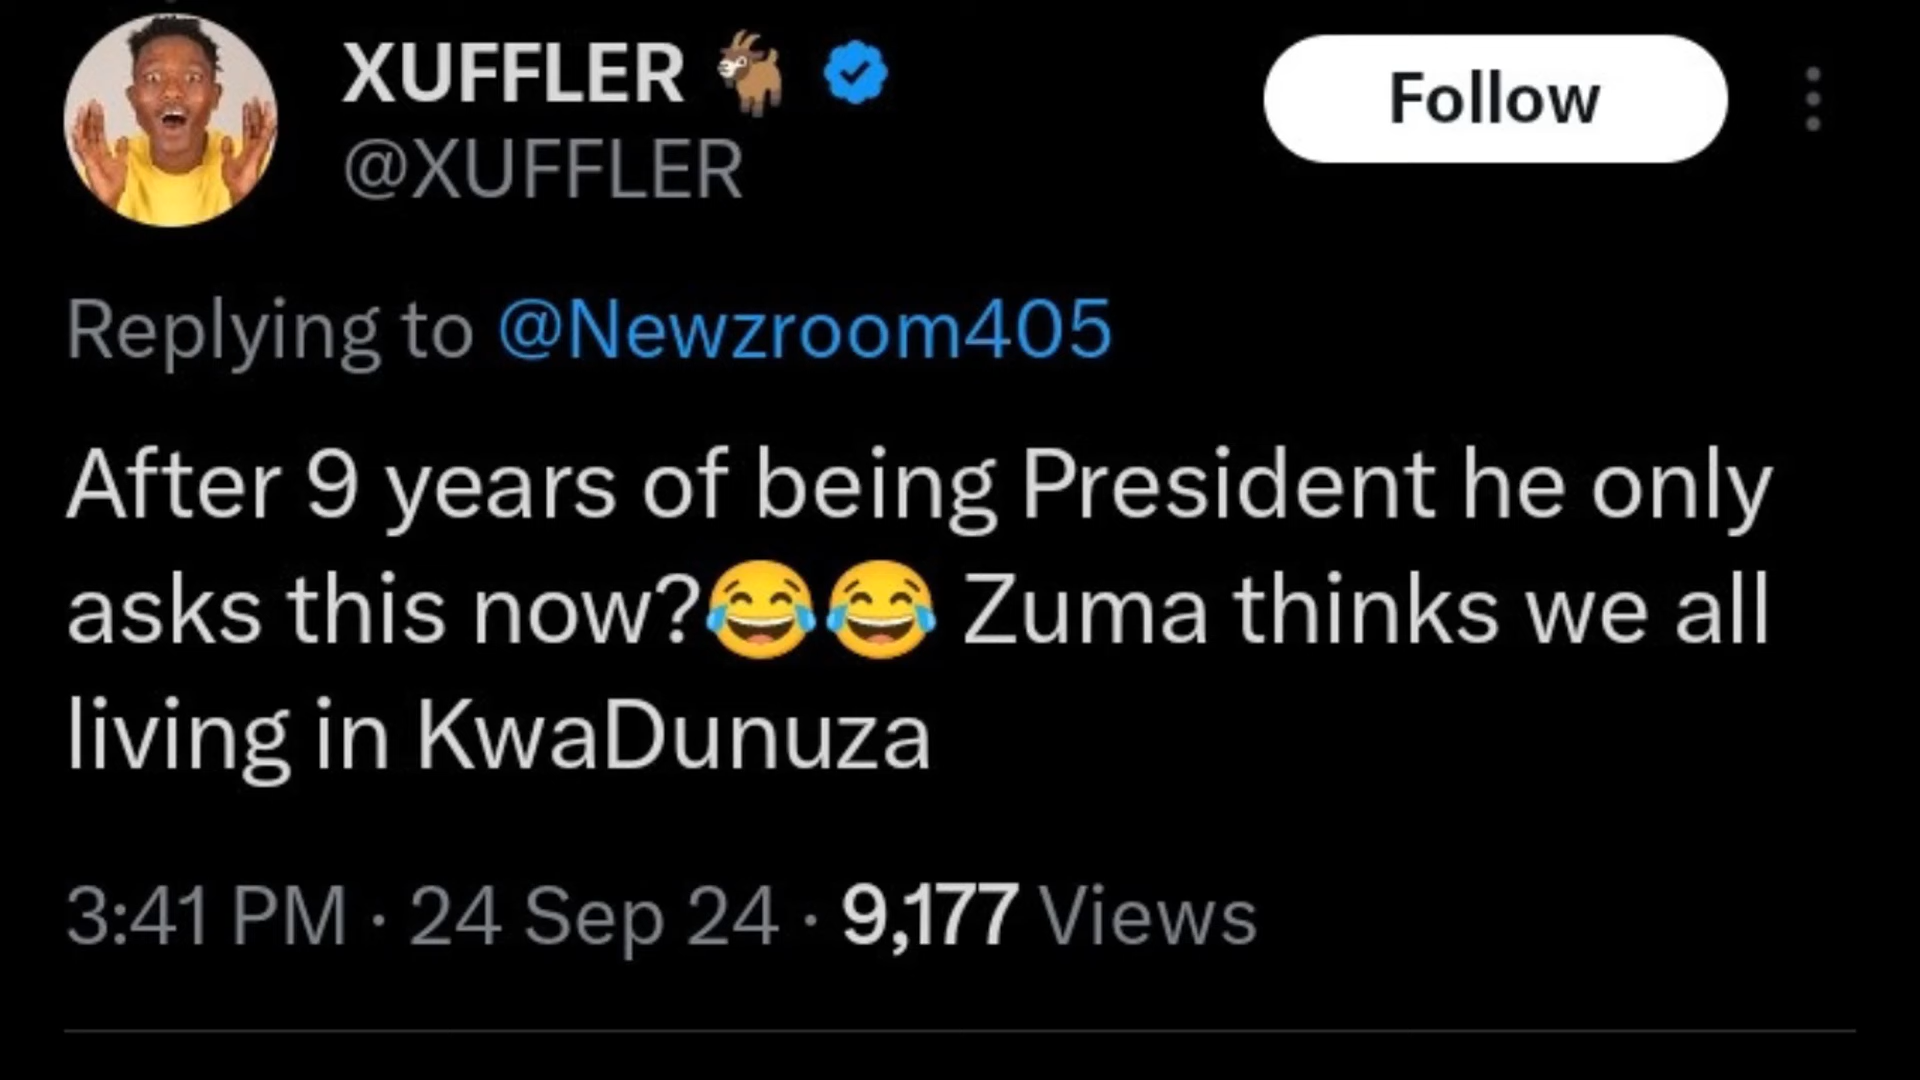 XUFFLER 🐐
@XUFFLER
Follow
Replying to @Newzroom405
After 9 years of being President he only
asks this now?😂😂 Zuma thinks we all
living in KwaDunuza
3:41 PM · 24 Sep 24 · 9,177 Views